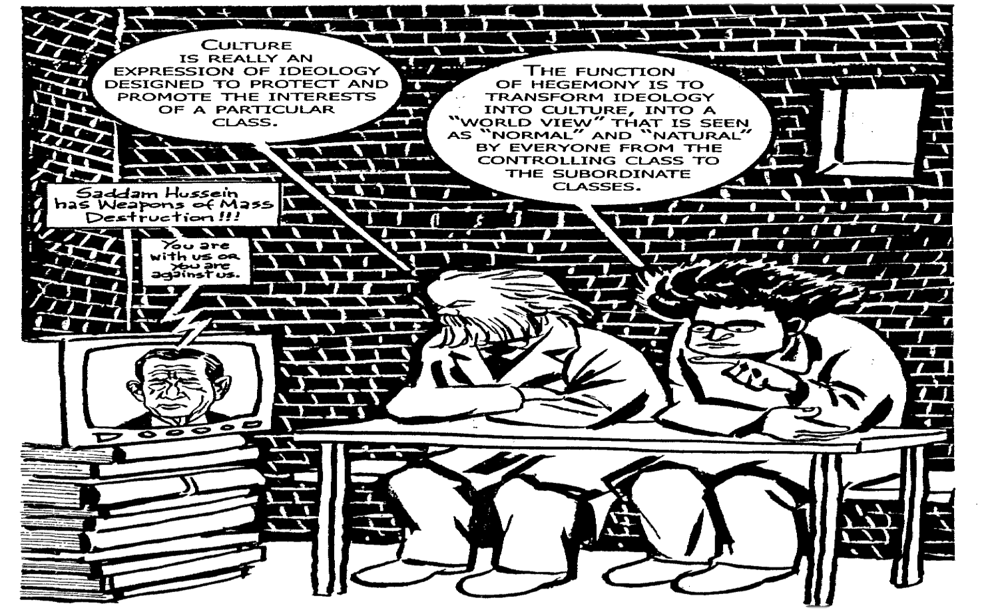 CULTURE
IS REALLY AN
EXPRESSION OF IDEOLOGY
DESIGNED TO PROTECT AND
PROMOTE THE INTERESTS
OF A PARTICULAR
CLASS.
THE FUNCTION
OF HEGEMONY IS TO
TRANSFORM IDEOLOGY
INTO CULTURE, INTO A
“WORLD VIEW” THAT IS SEEN
AS “NORMAL” AND “NATURAL”
BY EVERYONE FROM THE
CONTROLLING CLASS TO
THE SUBORDINATE
CLASSES.
Saddam Hussein
has Weapons of Mass
Destruction!!!
You are
with us OR
you are
against us.